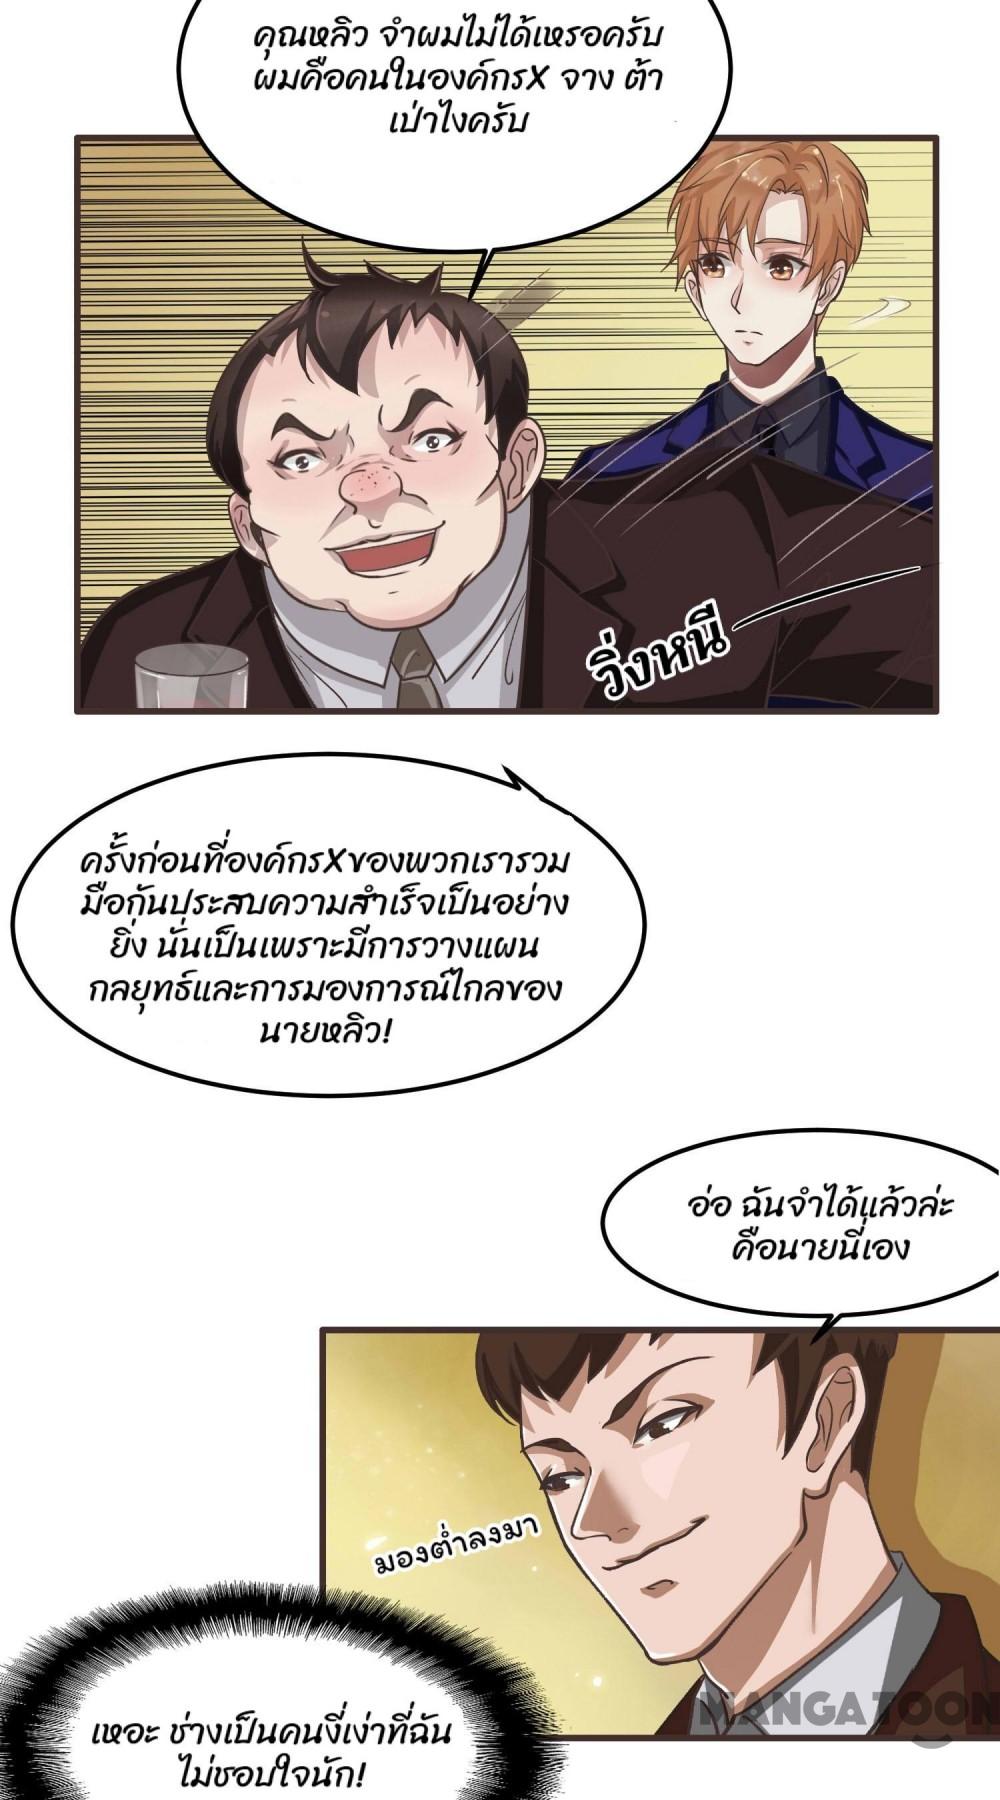 คุณหลิว จำผมไม่ได้เหรอครับ
ผมคือคนในองค์กรX จาง ต้า
เป่าไงครับ
วิ่งหนี
ครั้งก่อนที่องค์กรXของพวกเรารวม
มือกันประสบความสำเร็จเป็นอย่าง
ยิ่ง นั่นเป็นเพราะมีการวางแผน
กลยุทธ์และการมองการณ์ไกลของ
นายหลิว!
อ่อ ฉันจำได้แล้วล่ะ
คือนายนี่เอง
มองต่ำลงมา
MANGATOON
เหอะ ช่างเป็นคนงี่เง่าที่ฉัน
ไม่ชอบใจนัก!